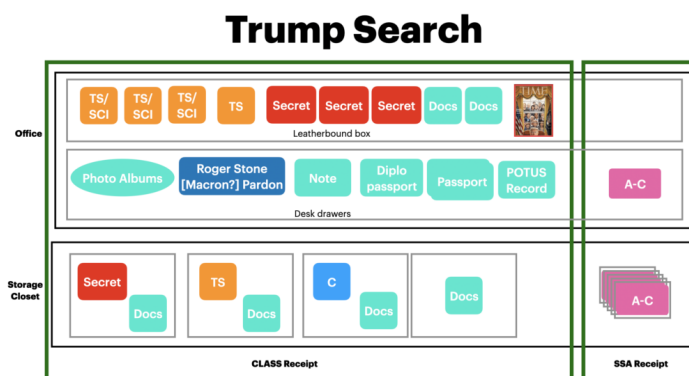 Trump Search
Office
TS/
SCI
TS/
SCI
TS/
SCI
TS
Secret
Secret
Secret
Docs
Docs
TIME
Leatherbound box
Photo Albums
Roger Stone
[Macron?] Pardon
Note
Diplo
passport
Passport
POTUS
Record
A-C
Desk drawers
Storage
Closet
Secret
Docs
TS
Docs
C
Docs
Docs
A-C
CLASS Receipt
SSA Receipt